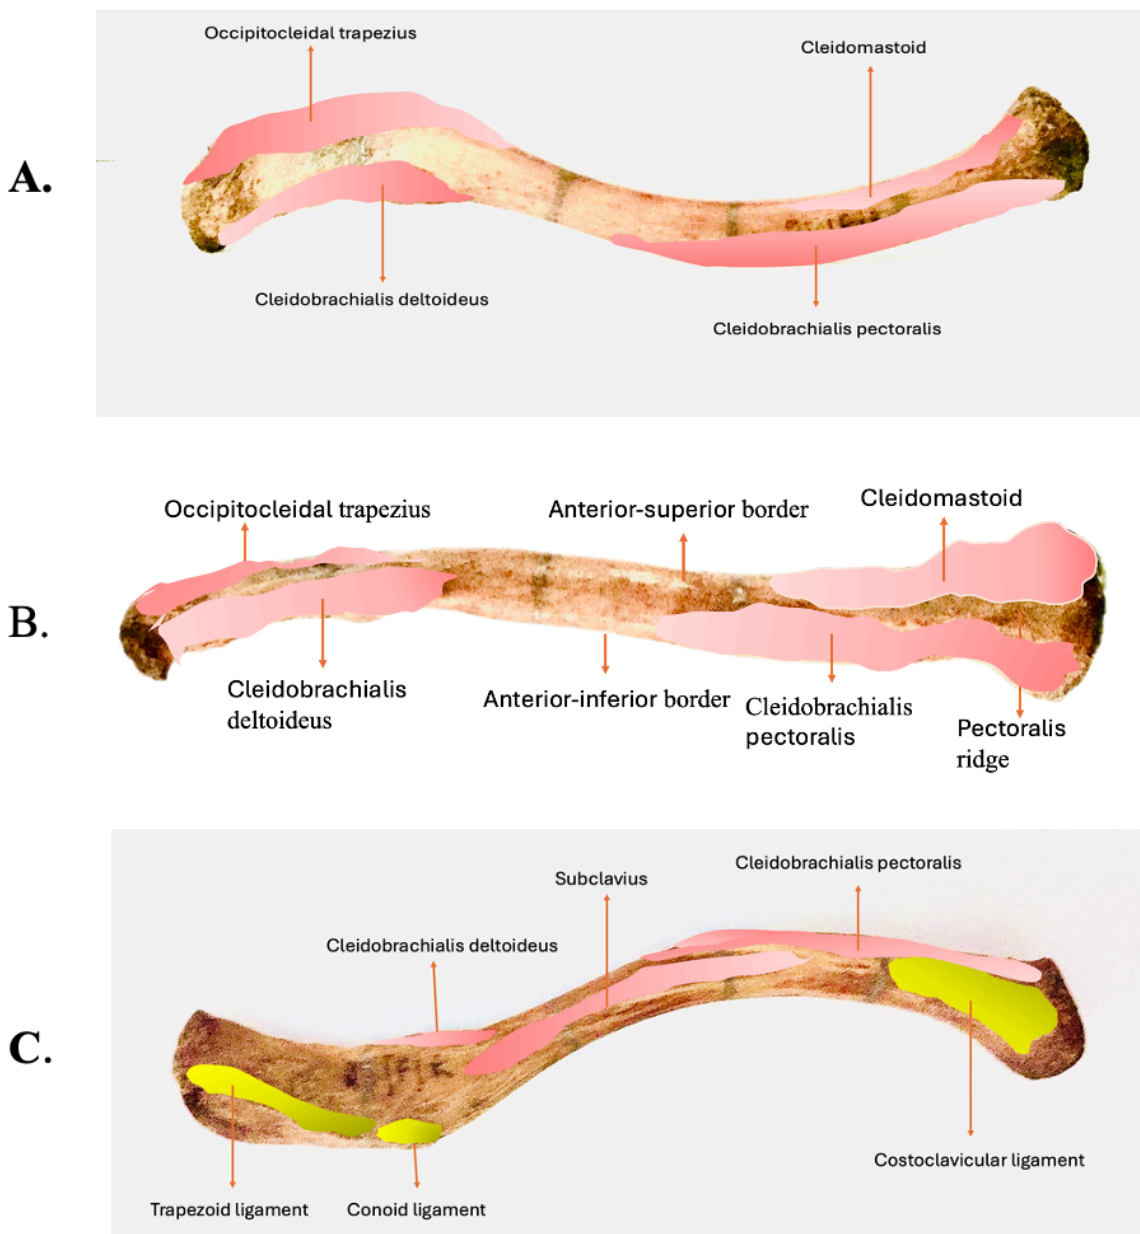 A.
Occipitocleidal trapezius
Cleidomastoid
Cleidobrachialis deltoideus
Cleidobrachialis pectoralis
B.
Occipitocleidal trapezius
Anterior-superior border
Cleidomastoid
Cleidobrachialis
deltoideus
Anterior-inferior border
Cleidobrachialis
pectoralis
Pectoralis
ridge
C.
Cleidobrachialis pectoralis
Subclavius
Cleidobrachialis deltoideus
Costoclavicular ligament
Trapezoid ligament
Conoid ligament